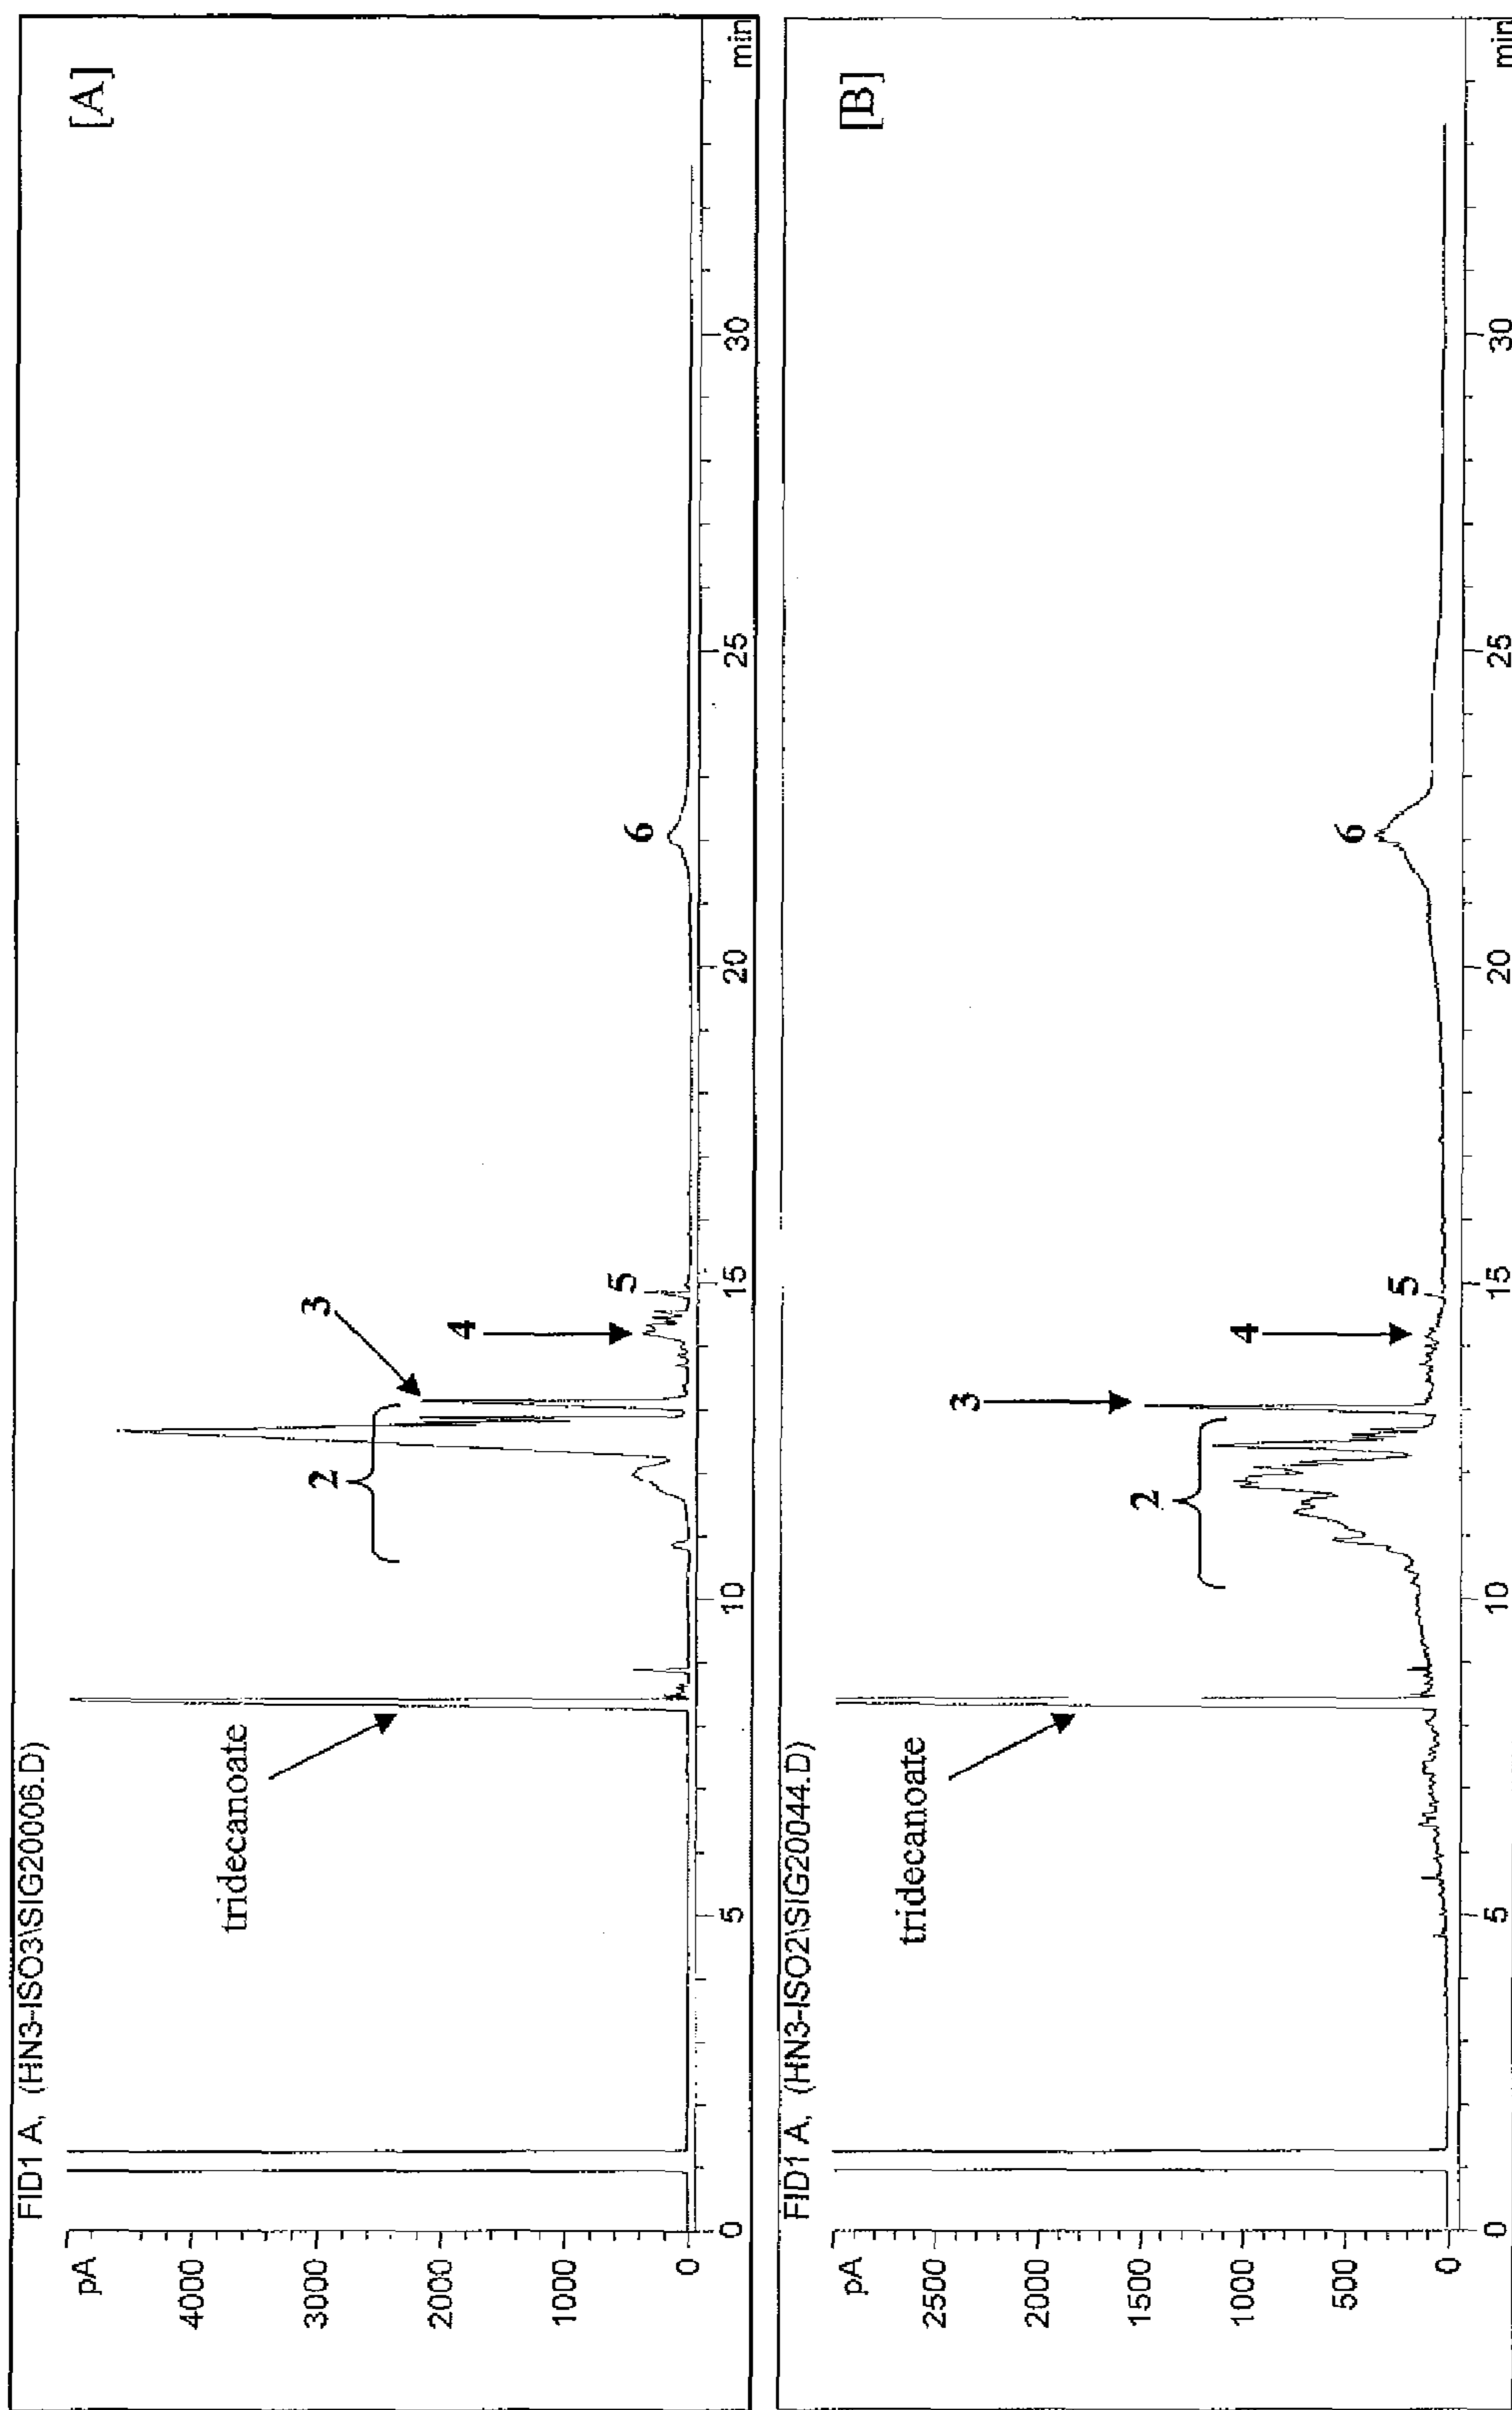 FID1 A, (HN3-ISO3\SIG20006.D)
[A]
pA
4000
3000
2000
1000
0
tridecanoate
2
3
4
5
6
0 5 10 15 20 25 30 min
FID1 A, (HN3-ISO2\SIG20044.D)
[B]
pA
2500
2000
1500
1000
500
0
tridecanoate
2
3
4
5
6
0 5 10 15 20 25 30 min